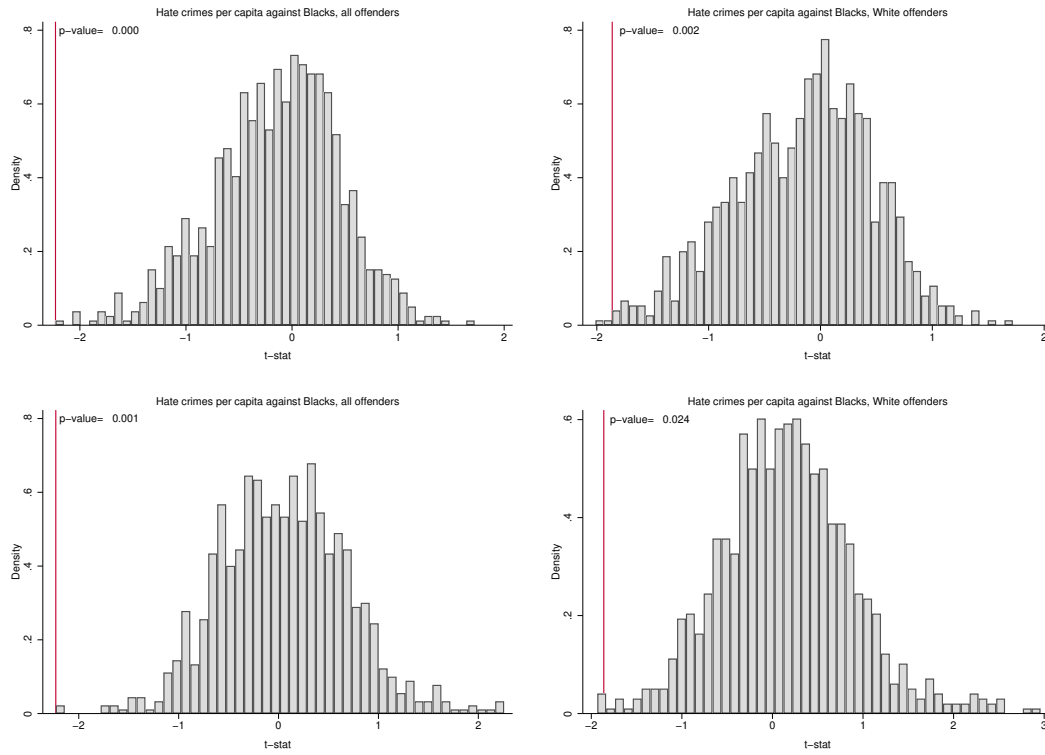 Hate crimes per capita against Blacks, all offenders
p−value= 0.000
.8
.6
.4
.2
0
Density
−2 −1 0 1 2
t−stat
Hate crimes per capita against Blacks, White offenders
p−value= 0.002
.8
.6
.4
.2
0
Density
−2 −1 0 1 2
t−stat
Hate crimes per capita against Blacks, all offenders
p−value= 0.001
.8
.6
.4
.2
0
Density
−2 −1 0 1 2
t−stat
Hate crimes per capita against Blacks, White offenders
p−value= 0.024
.6
.4
.2
0
Density
−2 −1 0 1 2 3
t−stat